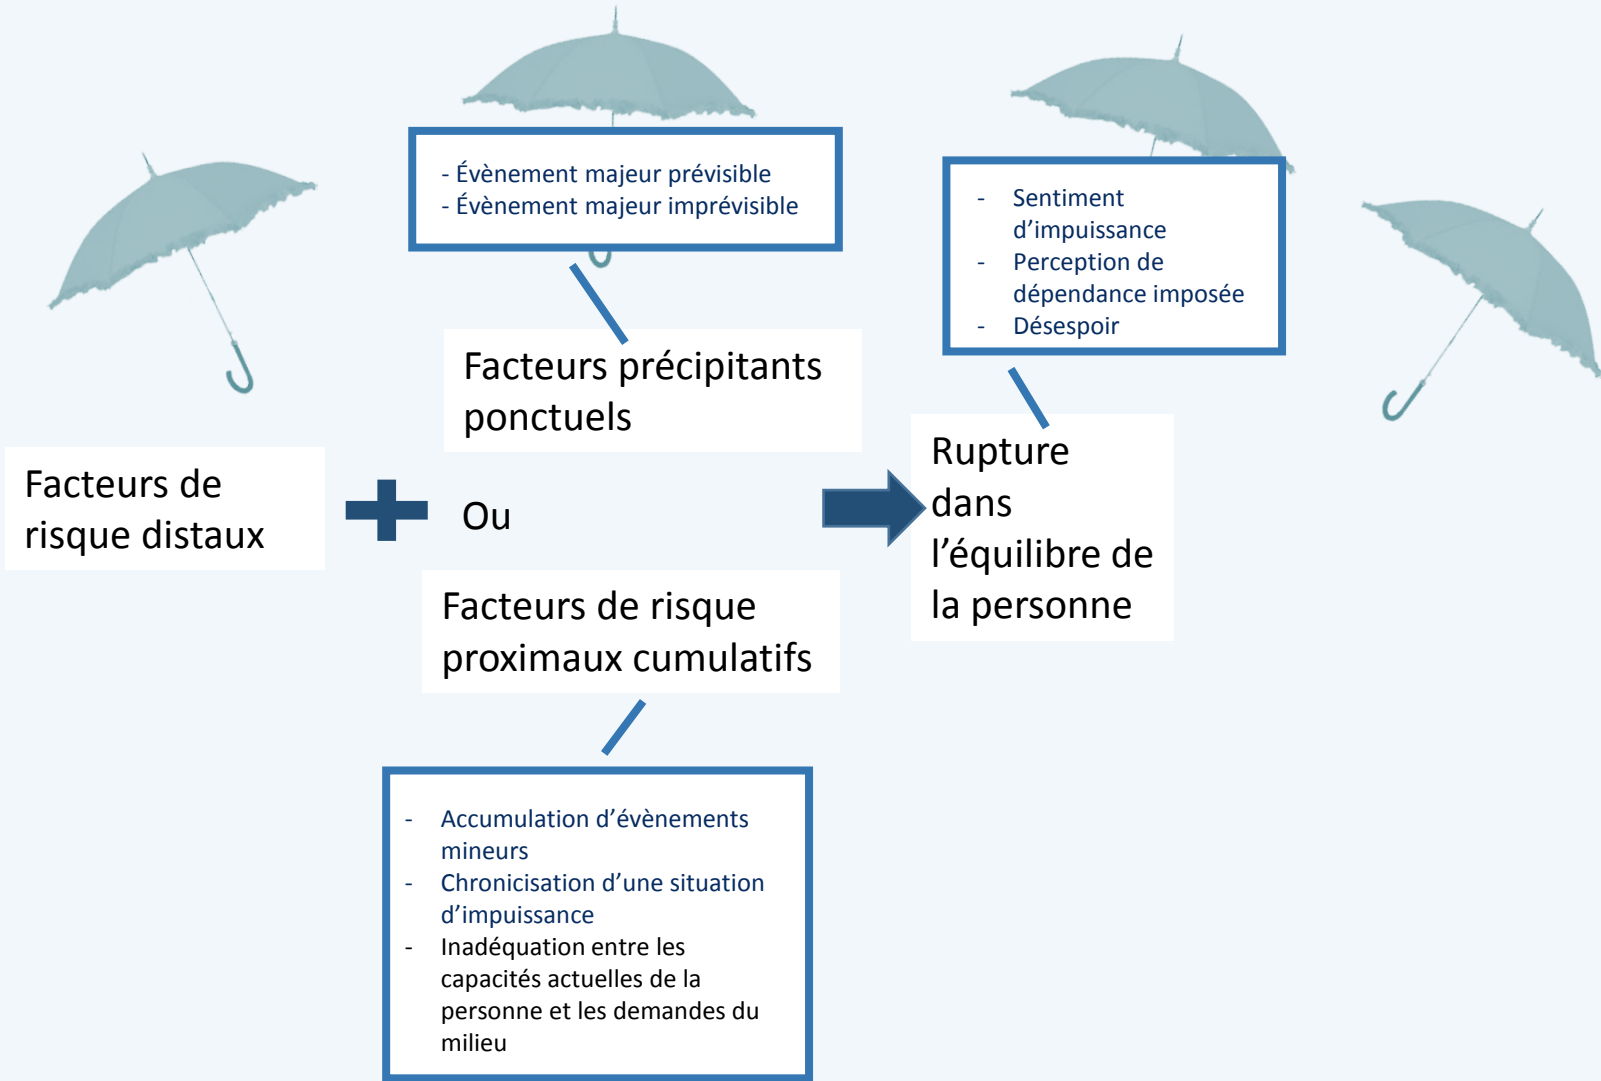 - Évènement majeur prévisible
- Évènement majeur imprévisible
- Sentiment
d’impuissance
- Perception de
dépendance imposée
- Désespoir
Facteurs précipitants
ponctuels
Facteurs de
risque distaux
Ou
Rupture
dans
l’équilibre de
la personne
Facteurs de risque
proximaux cumulatifs
- Accumulation d’évènements
mineurs
- Chronicisation d’une situation
d’impuissance
- Inadéquation entre les
capacités actuelles de la
personne et les demandes du
milieu